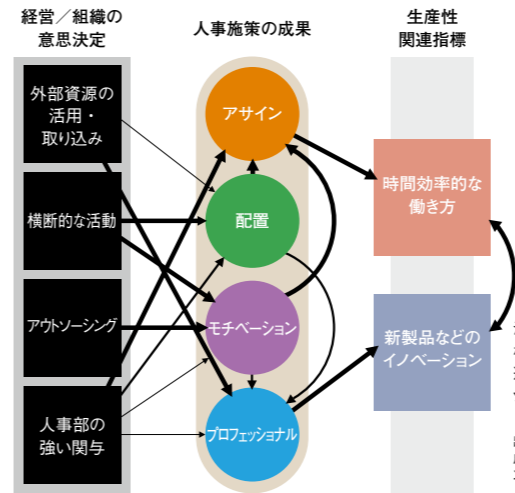 経営／組織の
意思決定
人事施策の成果
生産性
関連指標
外部資源の
活用・
取り込み
横断的な活動
アウトソーシング
人事部の
強い関与
アサイン
配置
モチベーション
プロフェッショナル
時間効率的な
働き方
新製品などの
イノベーション